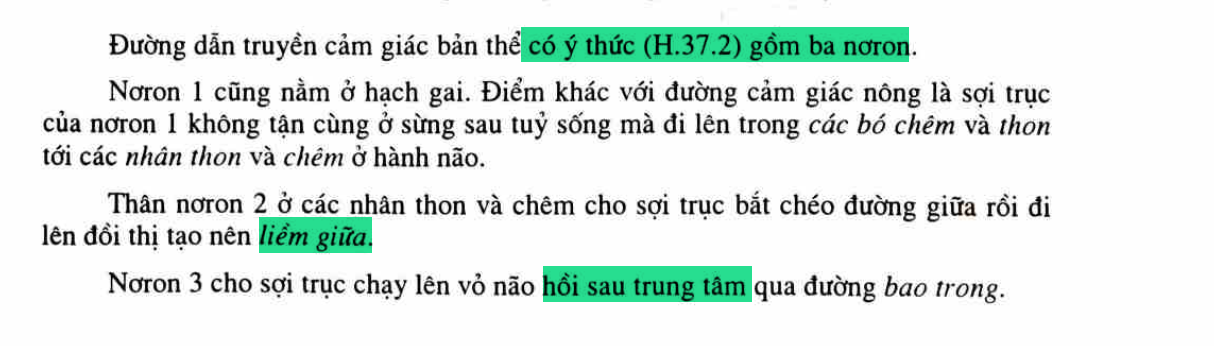 Đường dẫn truyền cảm giác bản thể có ý thức (H.37.2) gồm ba nơron.
Nơron 1 cũng nằm ở hạch gai. Điểm khác với đường cảm giác nông là sợi trục
của nơron 1 không tận cùng ở sừng sau tuỷ sống mà đi lên trong các bó chêm và thon
tới các nhân thon và chêm ở hành não.
Thân nơron 2 ở các nhân thon và chêm cho sợi trục bắt chéo đường giữa rồi đi
lên đồi thị tạo nên liềm giữa.
Nơron 3 cho sợi trục chạy lên vỏ não hồi sau trung tâm qua đường bao trong.